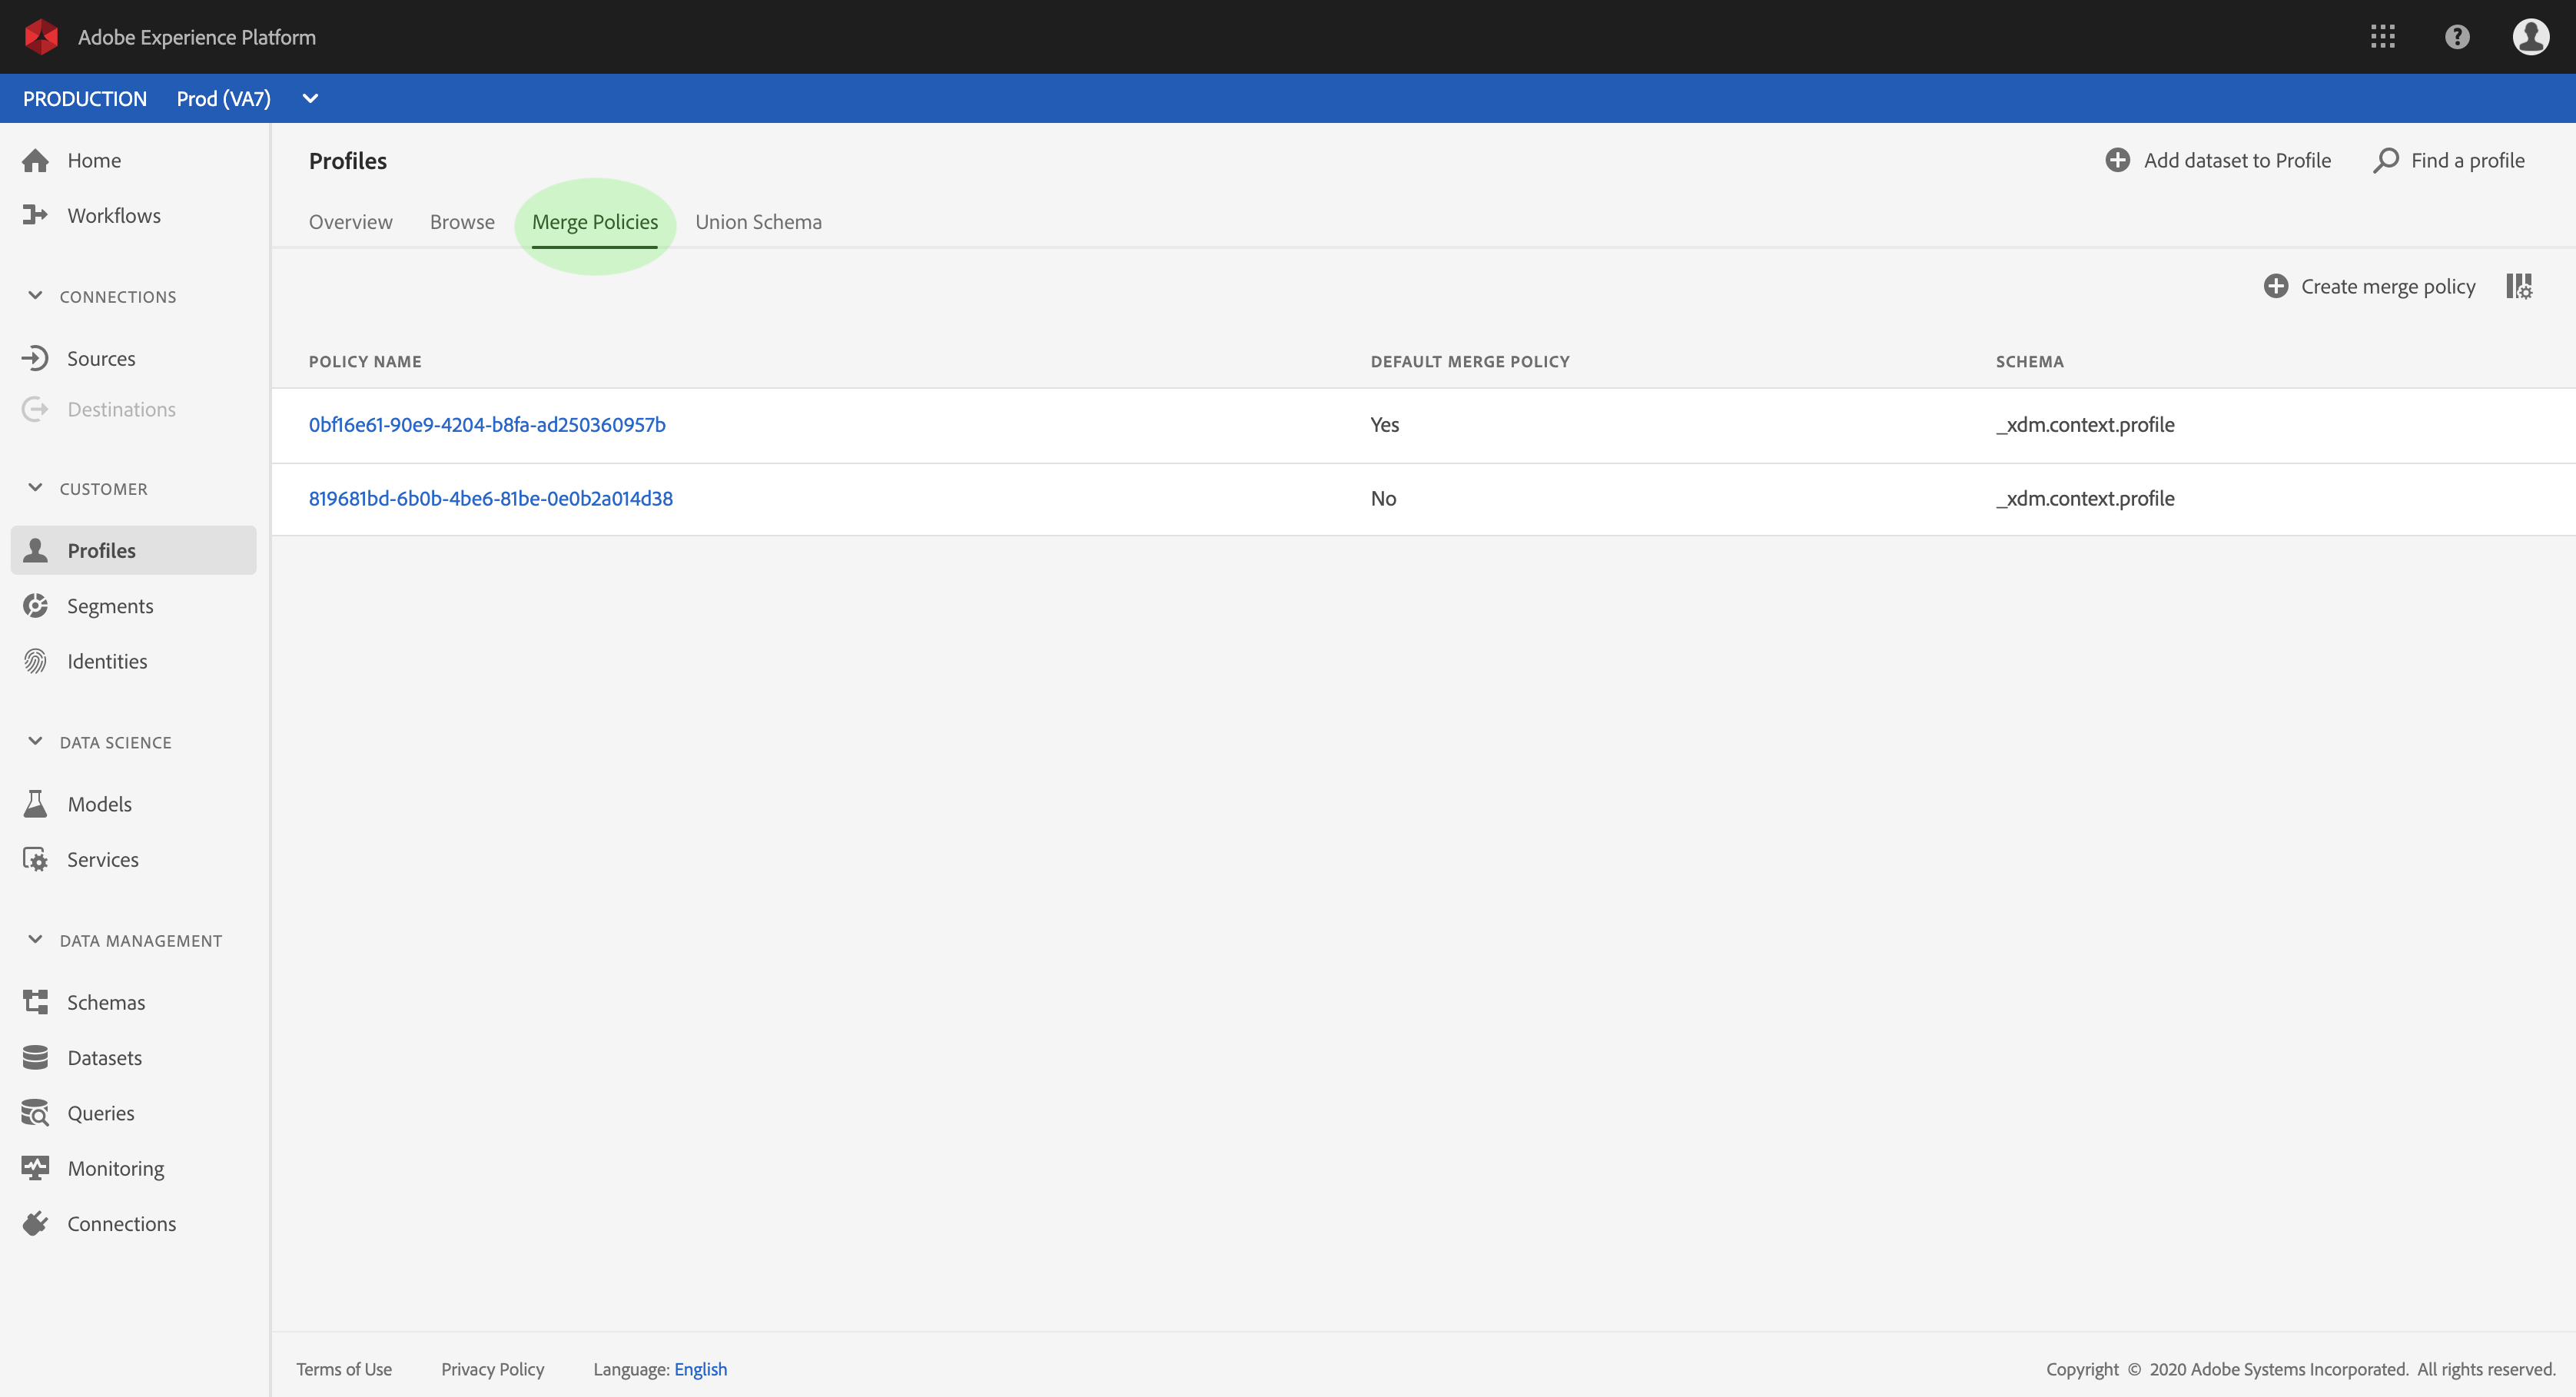 Adobe Experience Platform
PRODUCTION Prod (VA7)
Home
Workflows
CONNECTIONS
Sources
Destinations
CUSTOMER
Profiles
Segments
Identities
DATA SCIENCE
Models
Services
DATA MANAGEMENT
Schemas
Datasets
Queries
Monitoring
Connections
Profiles
Add dataset to Profile Find a profile
Overview Browse Merge Policies Union Schema
Create merge policy
POLICY NAME DEFAULT MERGE POLICY SCHEMA
0bf16e61-90e9-4204-b8fa-ad250360957b Yes _xdm.context.profile
819681bd-6b0b-4be6-81be-0e0b2a014d38 No _xdm.context.profile
Terms of Use Privacy Policy Language: English Copyright © 2020 Adobe Systems Incorporated. All rights reserved.